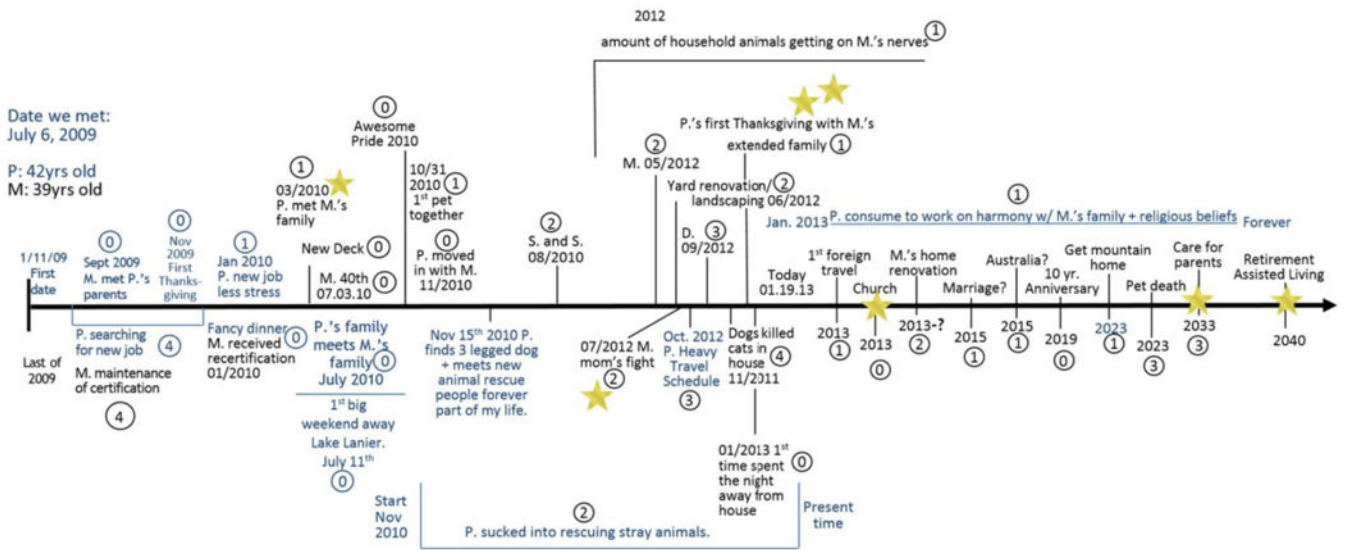 2012
amount of household animals getting on M.'s nerves 1
Date we met:
July 6, 2009
P: 42yrs old
M: 39yrs old
0
Awesome
Pride 2010
1
03/2010
P. met M.'s
family
10/31
2010 1
1st pet
together
2
M. 05/2012
P.'s first Thanksgiving with M.'s
extended family 1
Yard renovation/ 2
landscaping 06/2012
D. 3
09/2012
1
Jan. 2013 P. consume to work on harmony w/ M.'s family + religious beliefs Forever
1/11/09
First
date
0
Sept 2009
M. met P.'s
parents
0
Nov
2009
First
Thanks-
giving
1
Jan 2010
P. new job
less stress
New Deck 0
M. 40th 0
07.03.10
0
P. moved
in with M.
11/2010
2
S. and S.
08/2010
Today
01.19.13
1st foreign
travel
Church
M.'s home
renovation
Marriage?
Australia?
10 yr.
Anniversary
Get mountain
home
Pet death
Care for
parents
Retirement
Assisted Living
Last of
2009
P. searching
for new job 4
M. maintenance
of certification
4
Fancy dinner 0
M. received
recertification
01/2010
P.'s family
meets M.'s
family 0
July 2010
1st big
weekend away
Lake Lanier.
July 11th
0
Nov 15th 2010 P.
finds 3 legged dog
+ meets new
animal rescue
people forever
part of my life.
07/2012 M.
mom's fight
2
Oct. 2012
P. Heavy
Travel
Schedule
3
Dogs killed
cats in
house 4
11/2011
2013
1
2013
0
2013-?
2
2015
1
2015
1
2019
0
2023
1
2023
3
2033
3
2040
01/2013 1st
time spent 0
the night
away from
house
Start
Nov
2010
2
P. sucked into rescuing stray animals.
Present
time